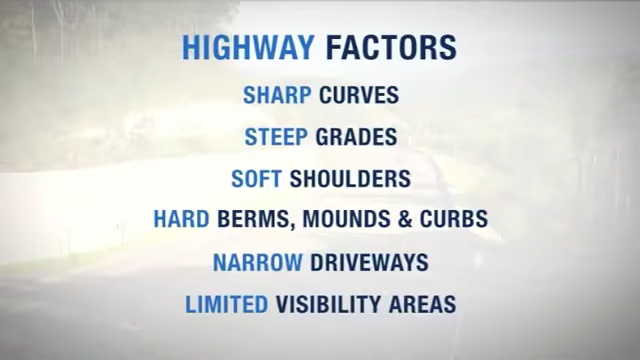 HIGHWAY FACTORS
SHARP CURVES
STEEP GRADES
SOFT SHOULDERS
HARD BERMS, MOUNDS & CURBS
NARROW DRIVEWAYS
LIMITED VISIBILITY AREAS